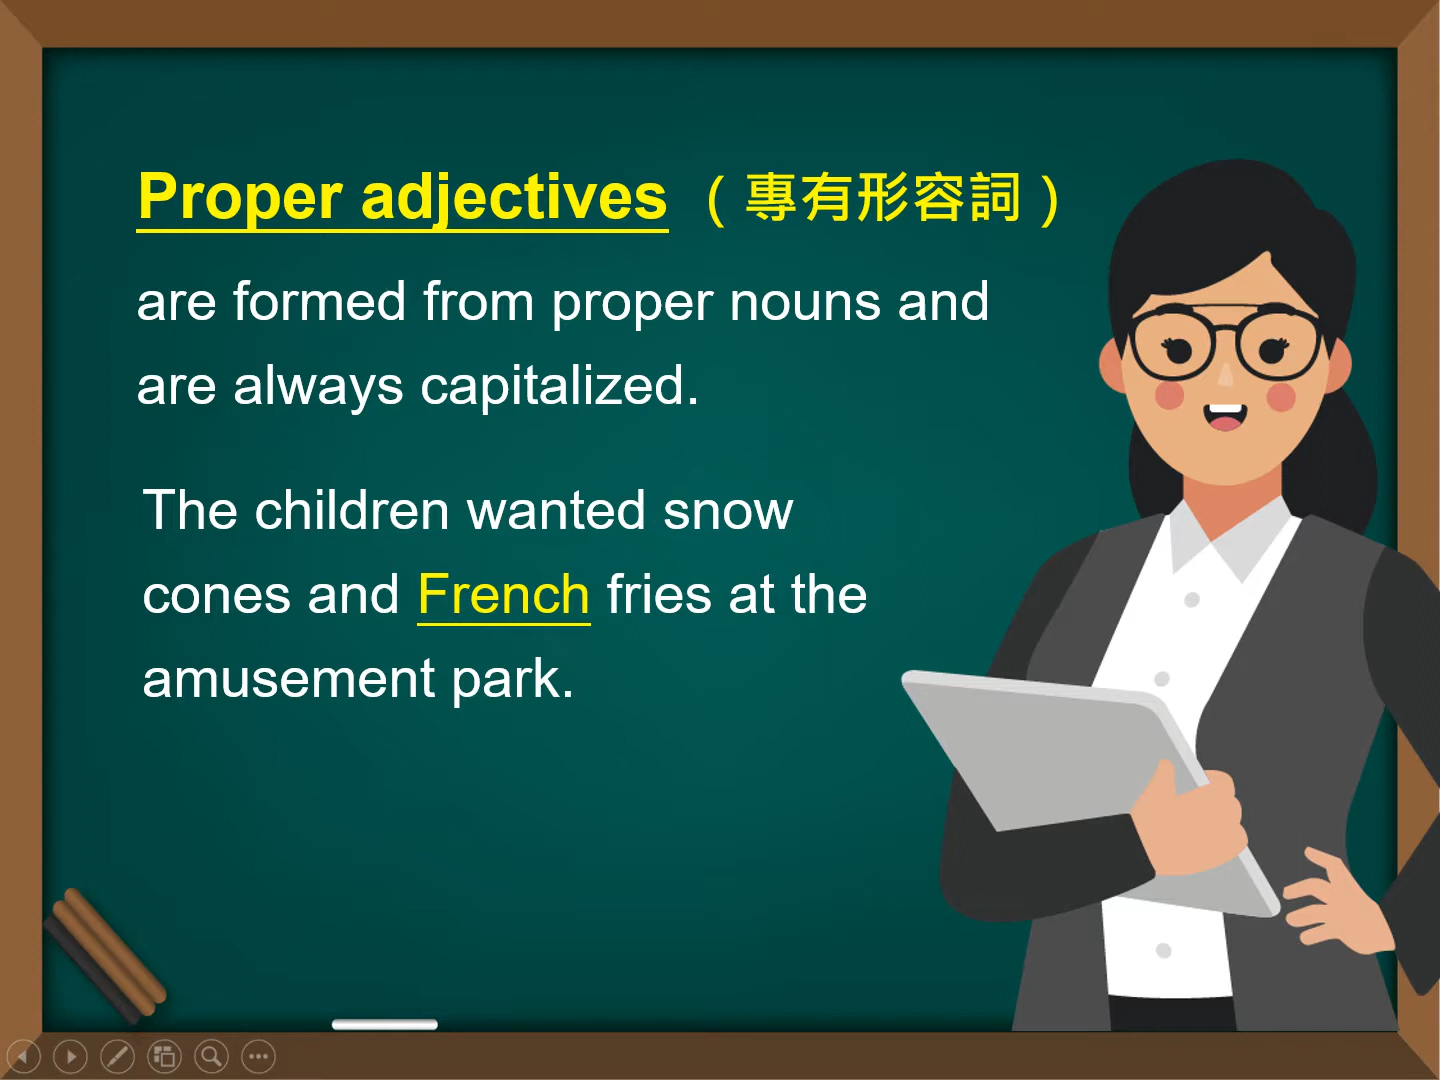 Proper adjectives （專有形容詞）
are formed from proper nouns and
are always capitalized.
The children wanted snow
cones and French fries at the
amusement park.